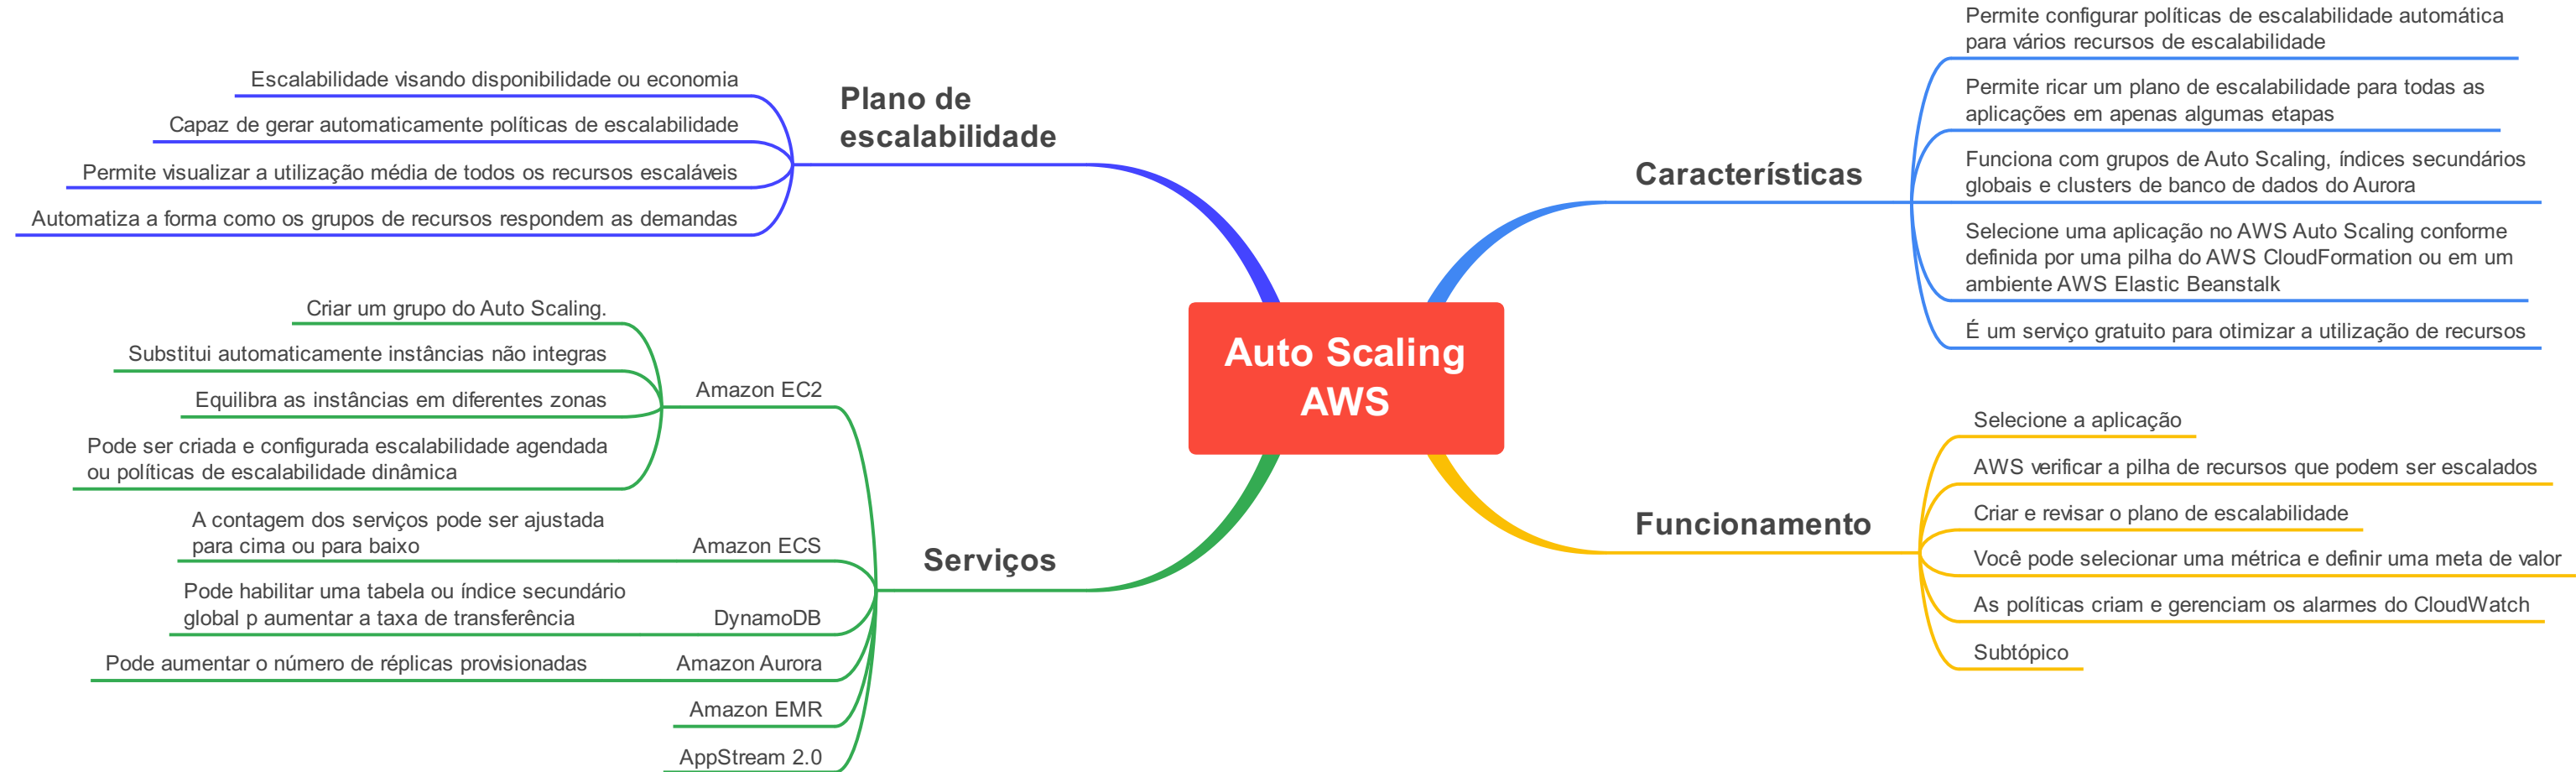 Auto Scaling
AWS
Plano de
escalabilidade
Escalabilidade visando disponibilidade ou economia
Capaz de gerar automaticamente políticas de escalabilidade
Permite visualizar a utilização média de todos os recursos escaláveis
Automatiza a forma como os grupos de recursos respondem as demandas
Serviços
Amazon EC2
Criar um grupo do Auto Scaling.
Substitui automaticamente instâncias não integras
Equilibra as instâncias em diferentes zonas
Pode ser criada e configurada escalabilidade agendada
ou políticas de escalabilidade dinâmica
Amazon ECS
A contagem dos serviços pode ser ajustada
para cima ou para baixo
DynamoDB
Pode habilitar uma tabela ou índice secundário
global p aumentar a taxa de transferência
Amazon Aurora
Pode aumentar o número de réplicas provisionadas
Amazon EMR
AppStream 2.0
Características
Permite configurar políticas de escalabilidade automática
para vários recursos de escalabilidade
Permite ricar um plano de escalabilidade para todas as
aplicações em apenas algumas etapas
Funciona com grupos de Auto Scaling, índices secundários
globais e clusters de banco de dados do Aurora
Selecione uma aplicação no AWS Auto Scaling conforme
definida por uma pilha do AWS CloudFormation ou em um
ambiente AWS Elastic Beanstalk
É um serviço gratuito para otimizar a utilização de recursos
Funcionamento
Selecione a aplicação
AWS verificar a pilha de recursos que podem ser escalados
Criar e revisar o plano de escalabilidade
Você pode selecionar uma métrica e definir uma meta de valor
As políticas criam e gerenciam os alarmes do CloudWatch
Subtópico